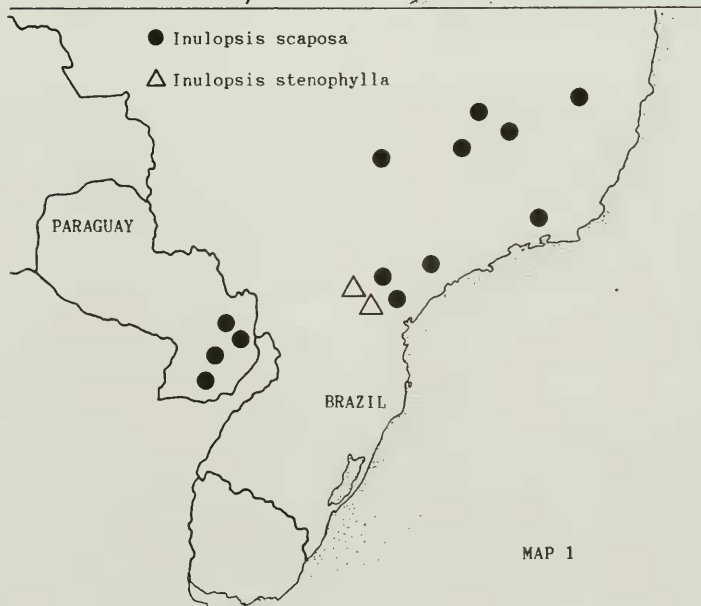 Inulopsis scaposa
Inulopsis stenophylla
PARAGUAY
BRAZIL
MAP 1